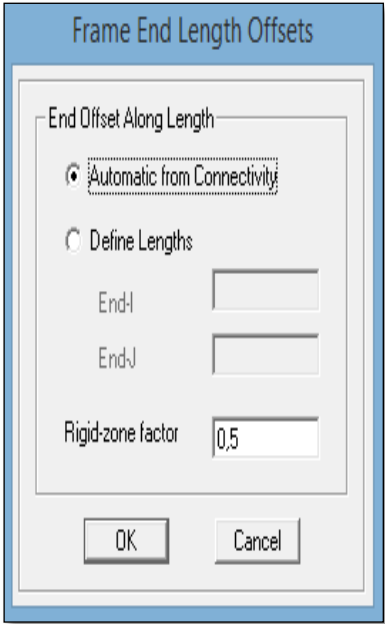 Frame End Length Offsets
End Offset Along Length
Automatic from Connectivity
Define Lengths
End-I
End-J
Rigid-zone factor
0,5
OK
Cancel